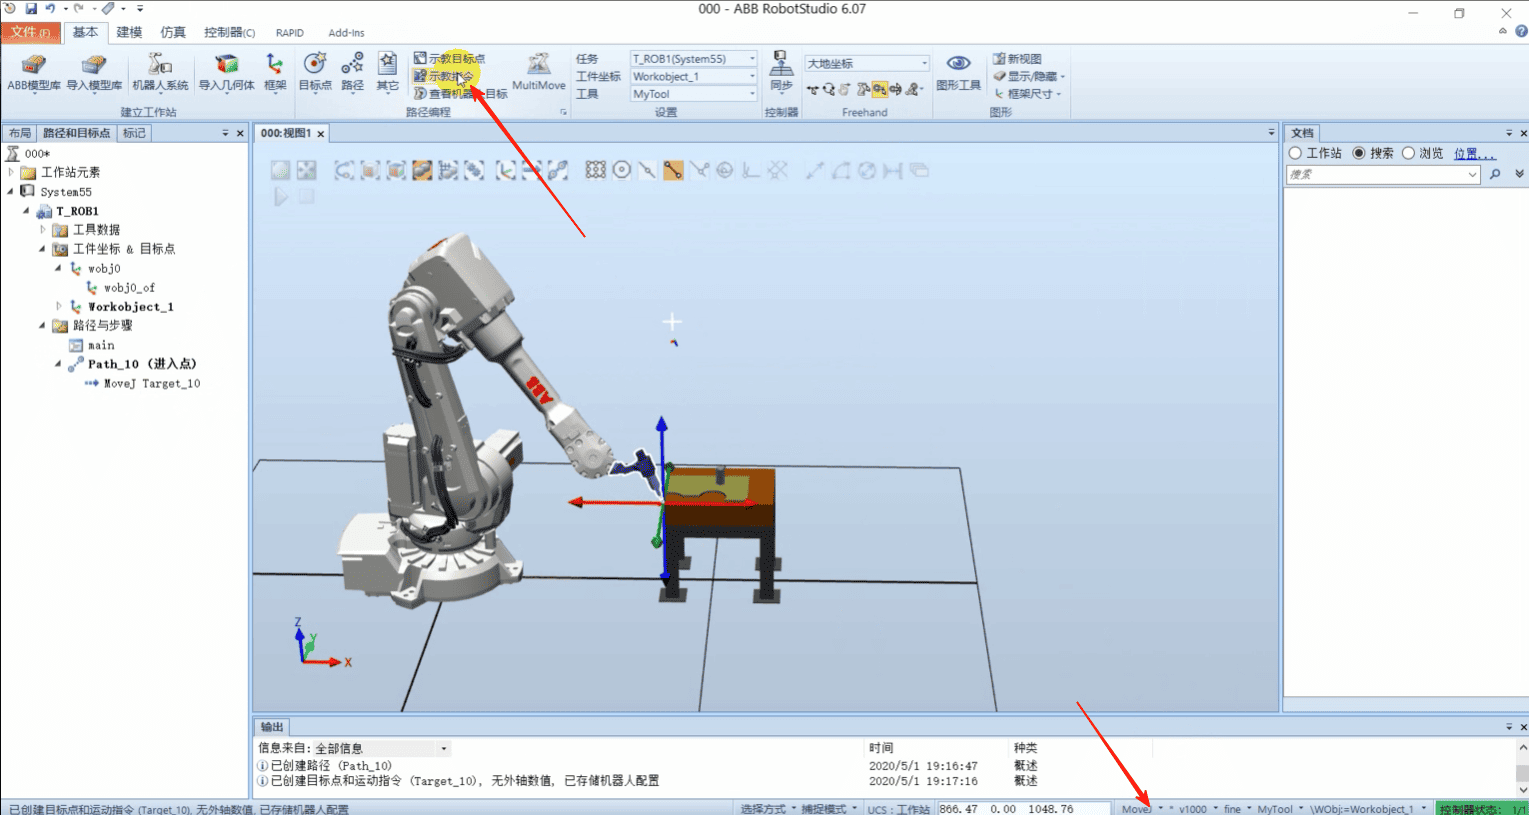 000 - ABB RobotStudio 6.07
文件(F) 基本 建模 仿真 控制器(C) RAPID Add-Ins
ABB模型库 导入模型库 机器人系统 导入几何体 框架
建立工作站
目标点 路径 其它
示教目标点
示教指令
查看机器 目标
MultiMove
路径编程
任务 T_ROB1(System55)
工件坐标 Workobject_1
工具 MyTool
设置
同步
控制器
大地坐标
Freehand
图形工具
新视图
显示/隐藏
框架尺寸
图形
布局 路径和目标点 标记
000*
工作站元素
System55
T_ROB1
工具数据
工件坐标 & 目标点
wobj0
wobj0_of
Workobject_1
路径与步骤
main
Path_10 (进入点)
MoveJ Target_10
000:视图1
ABB
Z
Y
X
文档
工作站 搜索 浏览 位置...
搜索
输出
信息来自: 全部信息 时间 种类
已创建路径 (Path_10) 2020/5/1 19:16:47 概述
已创建目标点和运动指令 (Target_10), 无外轴数值, 已存储机器人配置 2020/5/1 19:17:16 概述
已创建目标点和运动指令 (Target_10), 无外轴数值, 已存储机器人配置 选择方式 捕捉模式 UCS : 工作站 866.47 0.00 1048.76 MoveJ * v1000 fine MyTool \WObj:=Workobject_1 控制器状态: 1/1